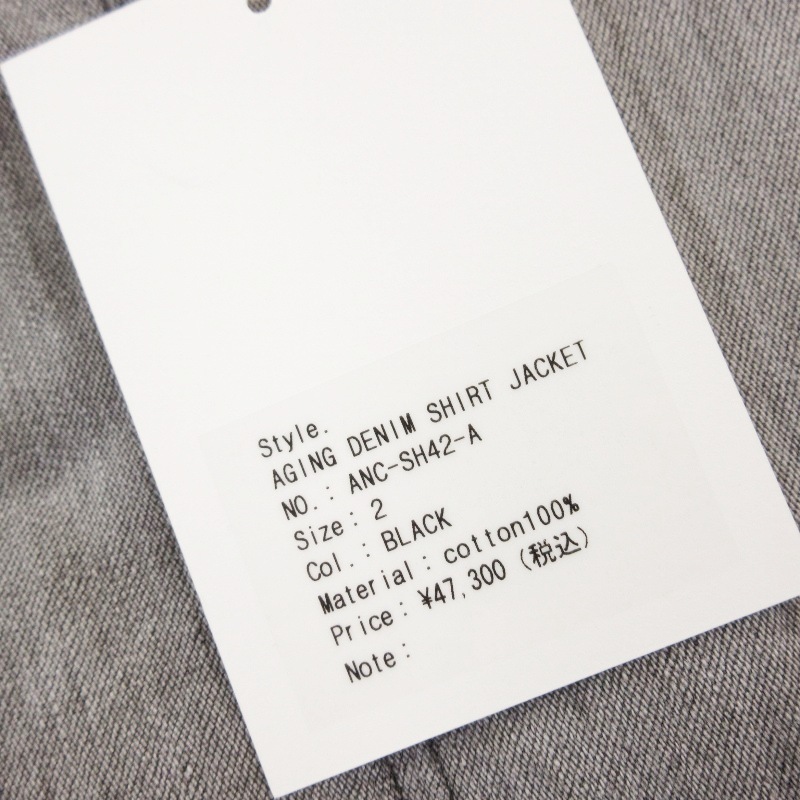 Style.
AGING DENIM SHIRT JACKET
NO.: ANC-SH42-A
Size: 2
Col.: BLACK
Material: cotton100%
Price: ¥47,300 (税込)
Note: